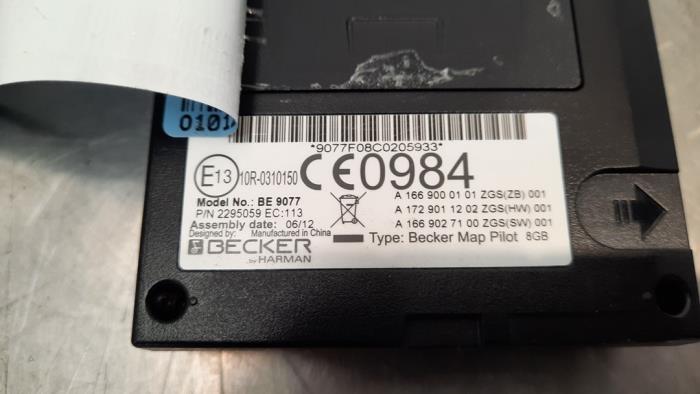 0101
*9077F08C0205933*
E13 10R-0310150 CE0984
Model No.: BE 9077
P/N 2295059 EC:113
Assembly date: 06/12
Designed by: Manufactured in China
BECKER
by HARMAN
A 166 900 01 01 ZGS(ZB) 001
A 172 901 12 02 ZGS(HW) 001
A 166 902 71 00 ZGS(SW) 001
Type: Becker Map Pilot 8GB